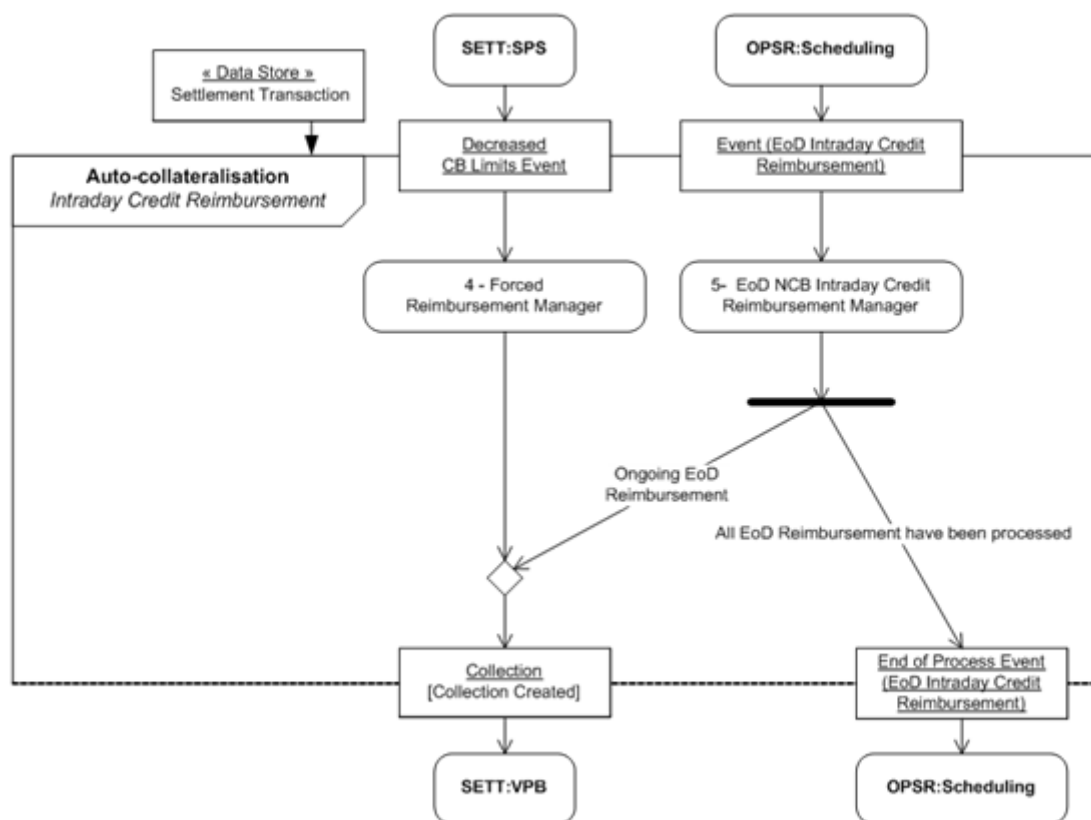 SETT:SPS
OPSR:Scheduling
« Data Store »
Settlement Transaction
Decreased
CB Limits Event
Event (EoD Intraday Credit
Reimbursement)
Auto-collateralisation
Intraday Credit Reimbursement
4 - Forced
Reimbursement Manager
5- EoD NCB Intraday Credit
Reimbursement Manager
Ongoing EoD
Reimbursement
All EoD Reimbursement have been processed
Collection
[Collection Created]
End of Process Event
(EoD Intraday Credit
Reimbursement)
SETT:VPB
OPSR:Scheduling